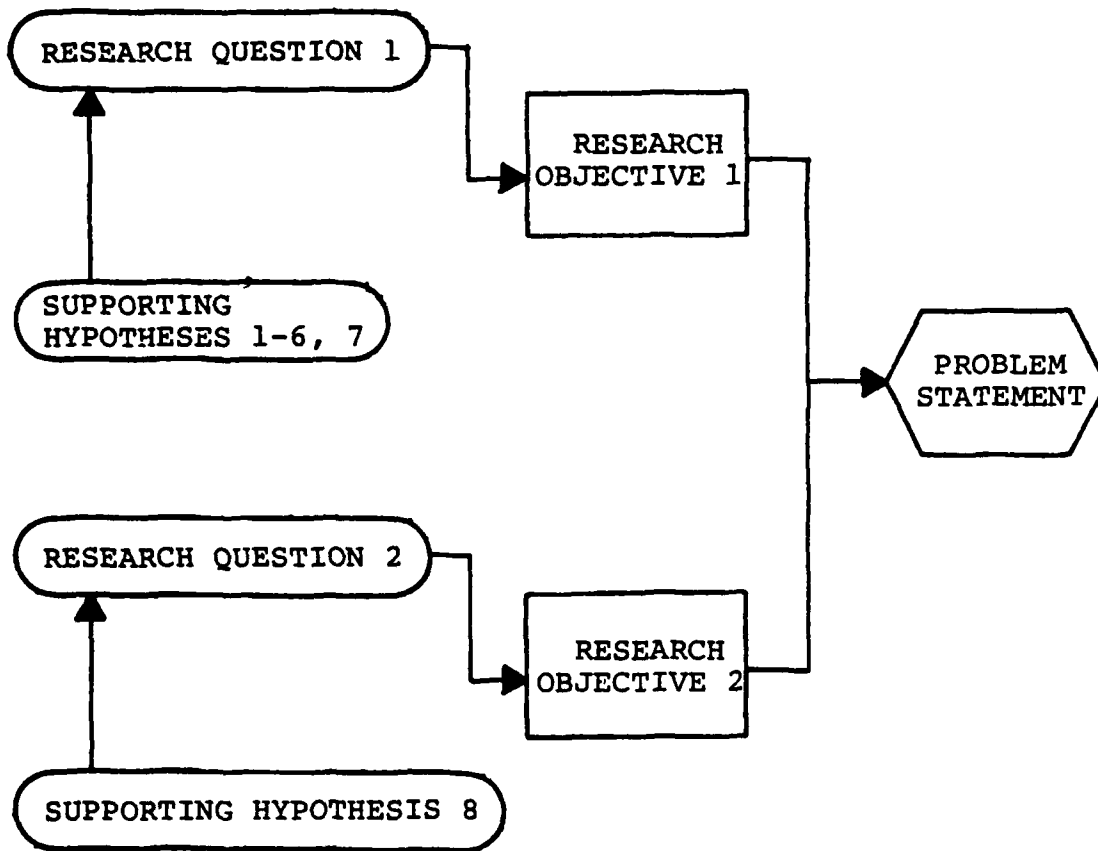 RESEARCH QUESTION 1
RESEARCH
OBJECTIVE 1
SUPPORTING
HYPOTHESES 1-6, 7
PROBLEM
STATEMENT
RESEARCH QUESTION 2
RESEARCH
OBJECTIVE 2
SUPPORTING HYPOTHESIS 8